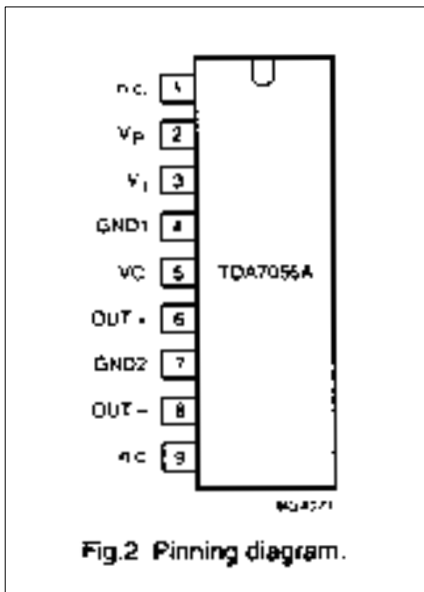 n.c. 1
VP 2
VI 3
GND1 4
VC 5
TDA7056A
OUT + 6
GND2 7
OUT − 8
n.c. 9
Fig.2 Pinning diagram.